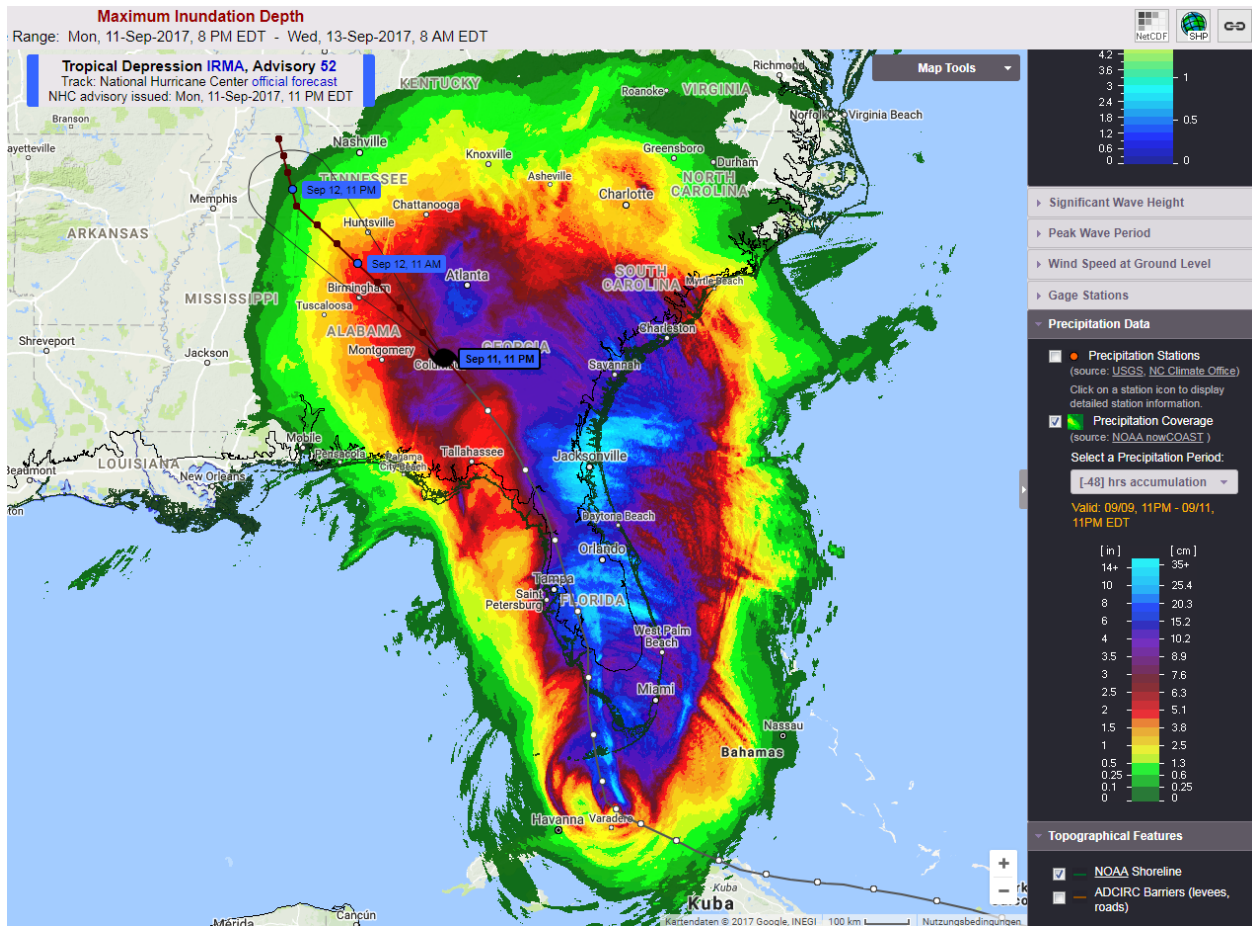 Maximum Inundation Depth
Range: Mon, 11-Sep-2017, 8 PM EDT - Wed, 13-Sep-2017, 8 AM EDT
NetCDF
SHP
Tropical Depression IRMA, Advisory 52
Track: National Hurricane Center official forecast
NHC advisory issued: Mon, 11-Sep-2017, 11 PM EDT
Map Tools
KENTUCKY
Richmond
Roanoke
VIRGINIA
Norfolk
Virginia Beach
Branson
ayetteville
Nashville
Knoxville
Greensboro
Durham
TENNESSEE
Asheville
NORTH
CAROLINA
Charlotte
Sep 12, 11 PM
Memphis
Chattanooga
Huntsville
ARKANSAS
Sep 12, 11 AM
Atlanta
SOUTH
CAROLINA
Myrtle Beach
Birmingham
MISSISSIPPI
Tuscaloosa
ALABAMA
Charleston
Shreveport
Jackson
Montgomery
GEORGIA
Sep 11, 11 PM
Savannah
Mobile
Tallahassee
Jacksonville
Pensacola
Panama
City Beach
LOUISIANA
Beaumont
New Orleans
ton
Daytona Beach
Orlando
Tampa
Saint
Petersburg
FLORIDA
West Palm
Beach
Miami
Nassau
Bahamas
Havanna
Varadero
Kuba
Kuba
Cancún
Mérida
Kartendaten © 2017 Google, INEGI
100 km
Nutzungsbedingungen
+
−
4.2
3.6
3
2.4
1.8
1.2
0.6
0
1
0.5
0
Significant Wave Height
Peak Wave Period
Wind Speed at Ground Level
Gage Stations
Precipitation Data
Precipitation Stations
(source: USGS, NC Climate Office)
Click on a station icon to display
detailed station information.
Precipitation Coverage
(source: NOAA nowCOAST )
Select a Precipitation Period:
[-48] hrs accumulation
Valid: 09/09, 11PM - 09/11,
11PM EDT
[ in ] [ cm ]
14+ 35+
10 25.4
8 20.3
6 15.2
4 10.2
3.5 8.9
3 7.6
2.5 6.3
2 5.1
1.5 3.8
1 2.5
0.5 1.3
0.25 0.6
0.1 0.25
0 0
Topographical Features
NOAA Shoreline
ADCIRC Barriers (levees,
roads)